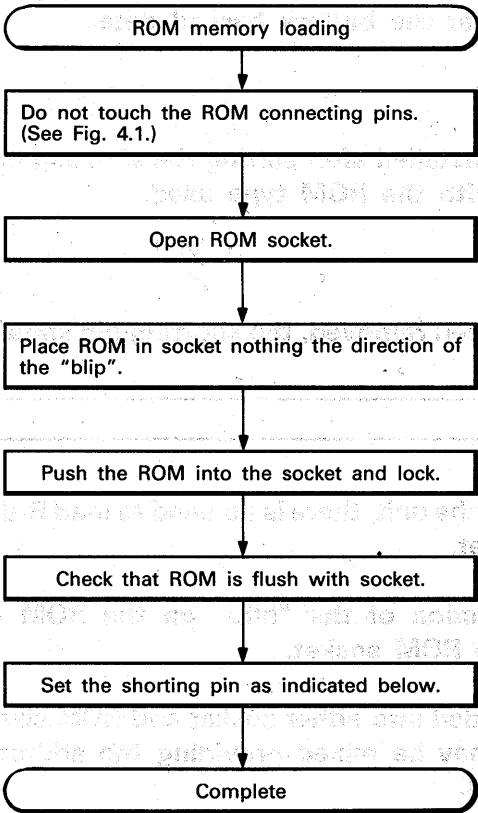 ROM memory loading
Do not touch the ROM connecting pins.
(See Fig. 4.1.)
Open ROM socket.
Place ROM in socket nothing the direction of
the “blip”.
Push the ROM into the socket and lock.
Check that ROM is flush with socket.
Set the shorting pin as indicated below.
Complete